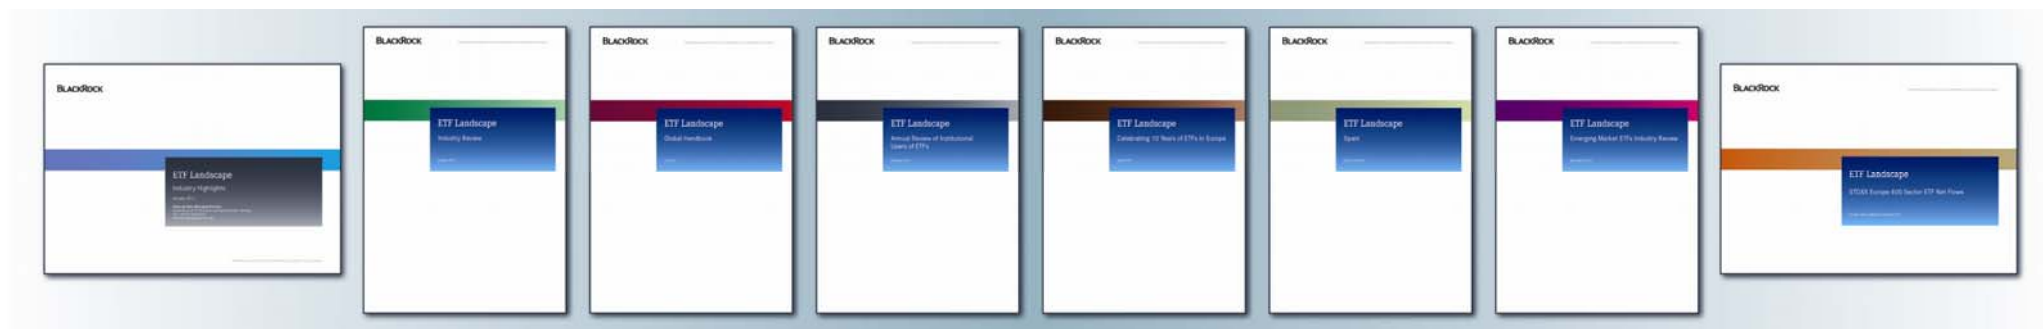 BLACKROCK
ETF Landscape
Industry Highlights
BLACKROCK
ETF Landscape
Industry Review
BLACKROCK
ETF Landscape
Global Handbook
BLACKROCK
ETF Landscape
Annual Review of Institutional
Users of ETFs
BLACKROCK
ETF Landscape
Celebrating 10 Years of ETFs in Europe
BLACKROCK
ETF Landscape
Spain
BLACKROCK
ETF Landscape
Emerging Market ETFs Industry Review
BLACKROCK
ETF Landscape
STOXX Europe 600 Sector ETF Net Flows